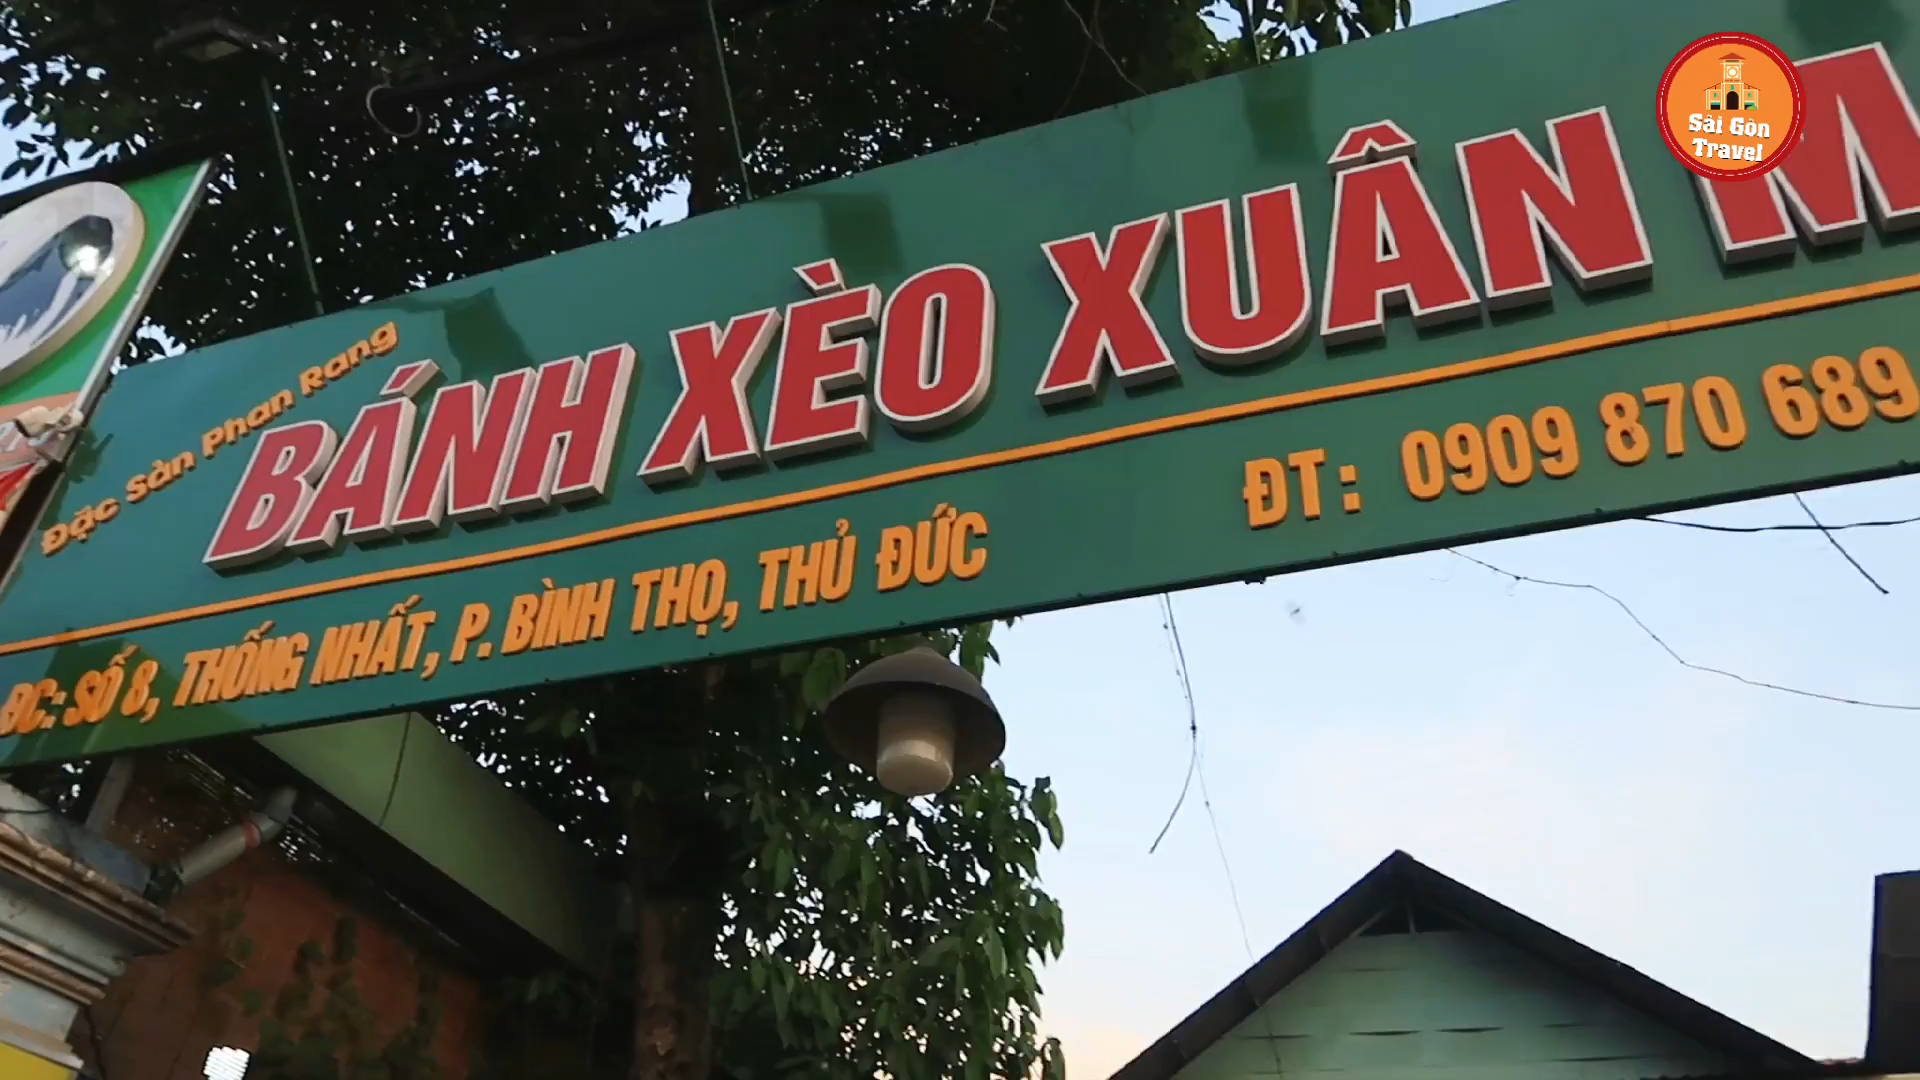 Sài Gòn
Travel
Đặc Sản Phan Rang
BÁNH XÈO XUÂN M
ĐC: SỐ 8, THỐNG NHẤT, P. BÌNH THỌ, THỦ ĐỨC
ĐT: 0909 870 689